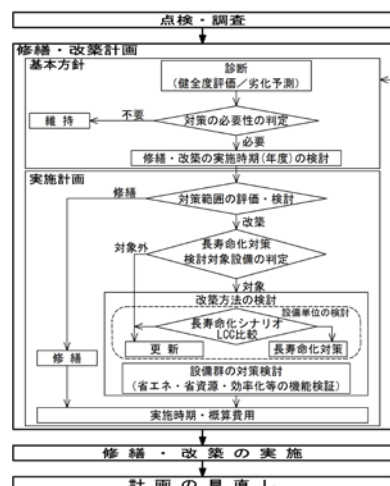 点検・調査
修繕・改築計画
基本方針
診断
(健全度評価／劣化予測)
不要
対策の必要性の判定
維持
必要
修繕・改築の実施時期(年度)の検討
実施計画
修繕
対策範囲の評価・検討
改築
対象外
長寿命化対策
検討対象設備の判定
対象
改築方法の検討
設備単位の検討
長寿命化シナリオ
LCC比較
更新
長寿命化対策
修繕
設備群の対策検討
(省エネ・省資源・効率化等の機能検証)
実施時期・概算費用
修繕・改築の実施
計画の見直し